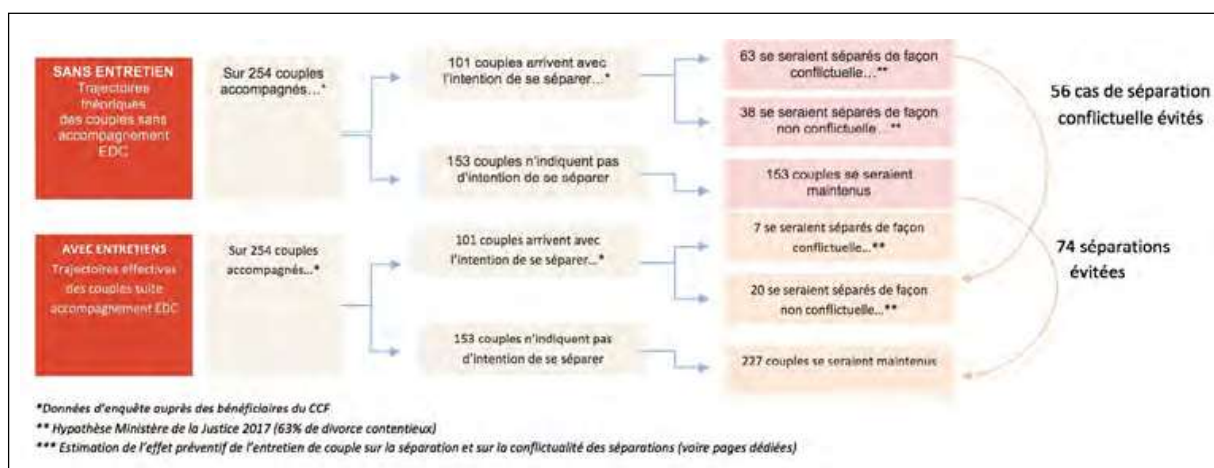 SANS ENTRETIEN
Trajectoires
théoriques
des couples sans
accompagnement
EDC
Sur 254 couples
accompagnés…*
101 couples arrivent avec
l'intention de se séparer…*
153 couples n'indiquent pas
d'intention de se séparer
63 se seraient séparés de façon
conflictuelle…**
38 se seraient séparés de façon
non conflictuelle…**
153 couples se seraient
maintenus
56 cas de séparation
conflictuelle évités
AVEC ENTRETIENS
Trajectoires effectives
des couples suite
accompagnement EDC
Sur 254 couples
accompagnés…*
101 couples arrivent avec
l'intention de se séparer…*
153 couples n'indiquent pas
d'intention de se séparer
7 se seraient séparés de façon
conflictuelle…**
20 se seraient séparés de façon
non conflictuelle…**
227 couples se seraient maintenus
74 séparations
évitées
*Données d'enquête auprès des bénéficiaires du CCF
** Hypothèse Ministère de la Justice 2017 (63% de divorce contentieux)
*** Estimation de l'effet préventif de l'entretien de couple sur la séparation et sur la conflictualité des séparations (voire pages dédiées)